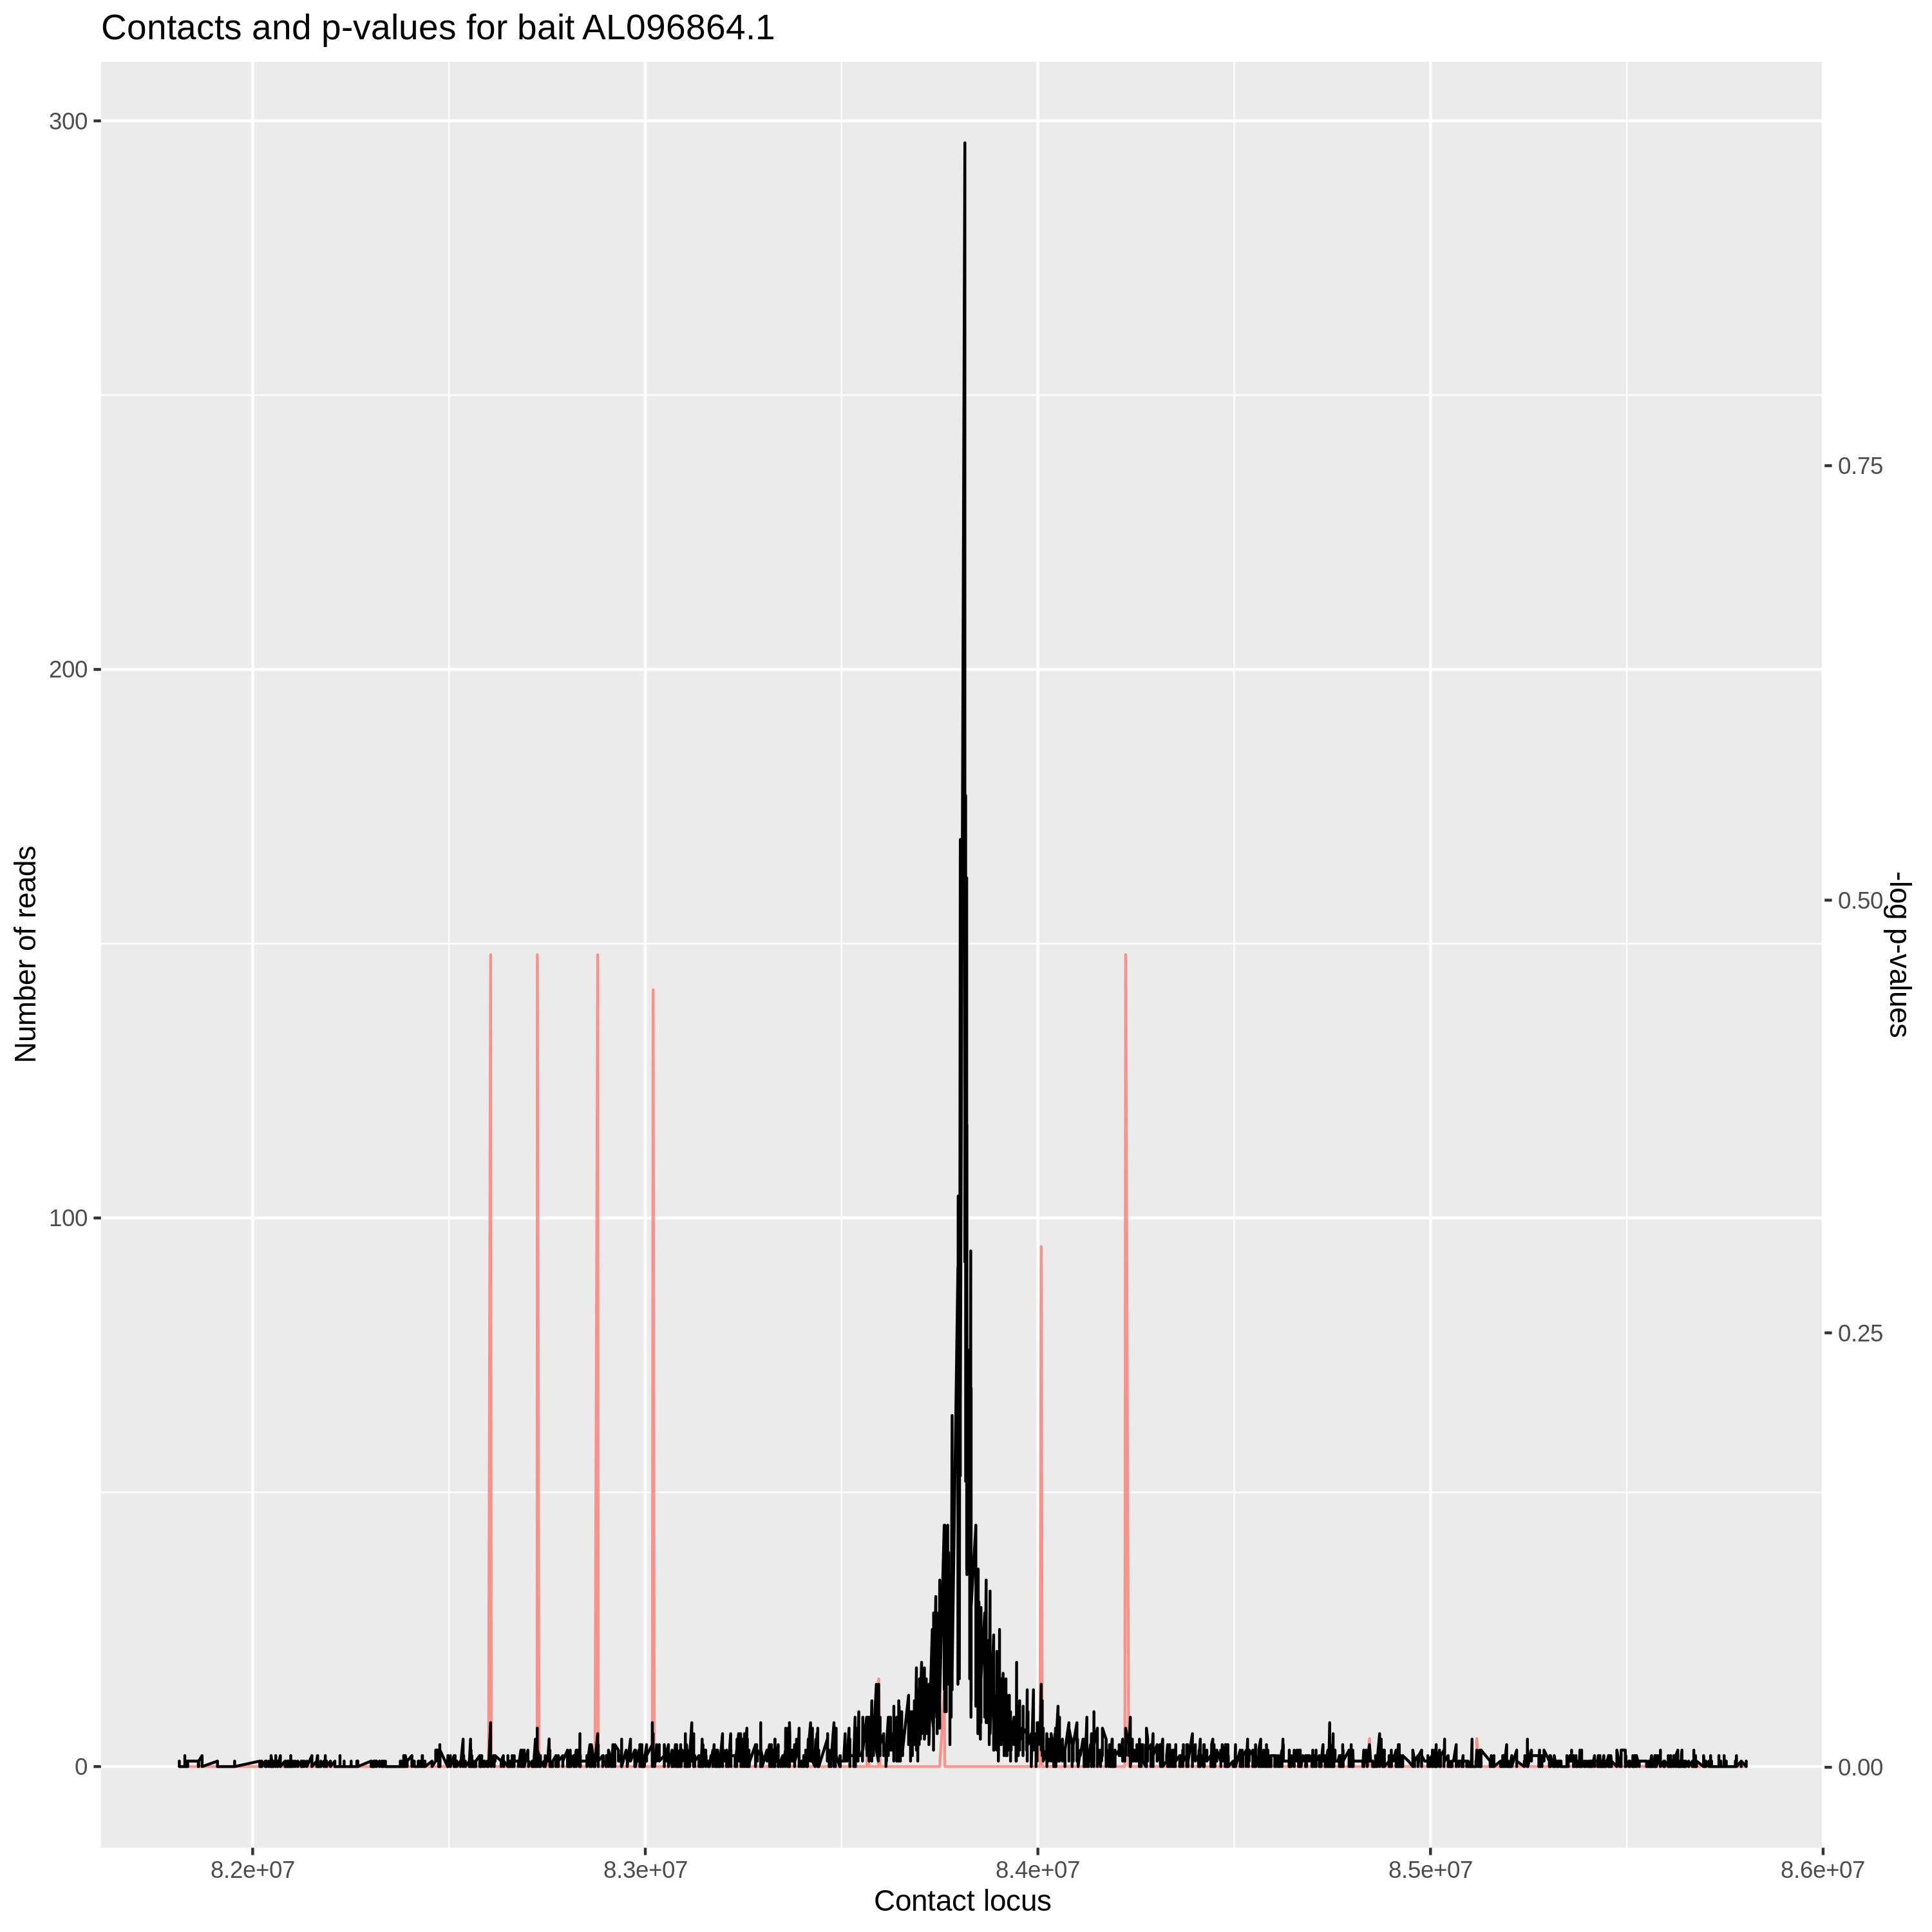 Contacts and p-values for bait AL096864.1
300
200
100
0
Number of reads
0.75
0.50
0.25
0.00
-log p-values
8.2e+07 8.3e+07 8.4e+07 8.5e+07 8.6e+07
Contact locus